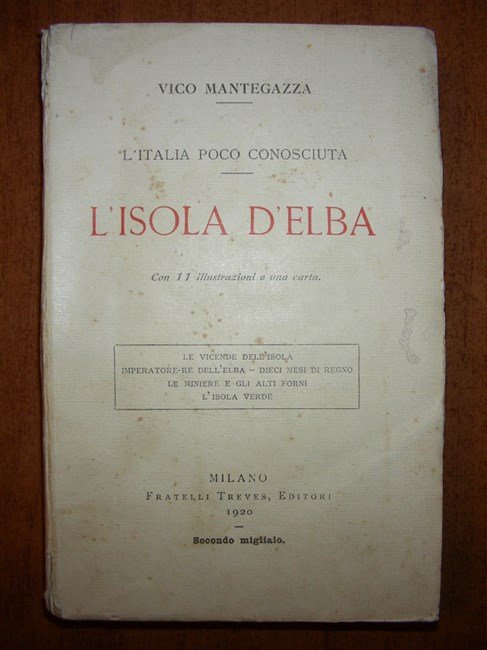 VICO MANTEGAZZA
L'ITALIA POCO CONOSCIUTA
L'ISOLA D'ELBA
Con 11 illustrazioni e una carta.
LE VICENDE DELL'ISOLA
IMPERATORE-RE DELL'ELBA — DIECI MESI DI REGNO
LE MINIERE E GLI ALTI FORNI
L'ISOLA VERDE
MILANO
FRATELLI TREVES, EDITORI
1920
Secondo migliaio.